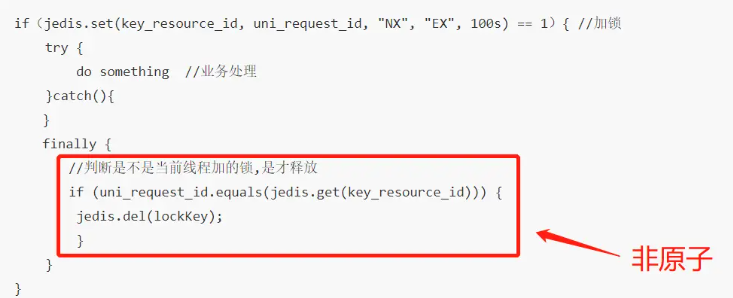 if（jedis.set(key_resource_id, uni_request_id, "NX", "EX", 100s) == 1）{ //加锁
try {
do something //业务处理
}catch(){
}
finally {
//判断是不是当前线程加的锁,是才释放
if (uni_request_id.equals(jedis.get(key_resource_id))) {
jedis.del(lockKey);
}
非原子
}
}